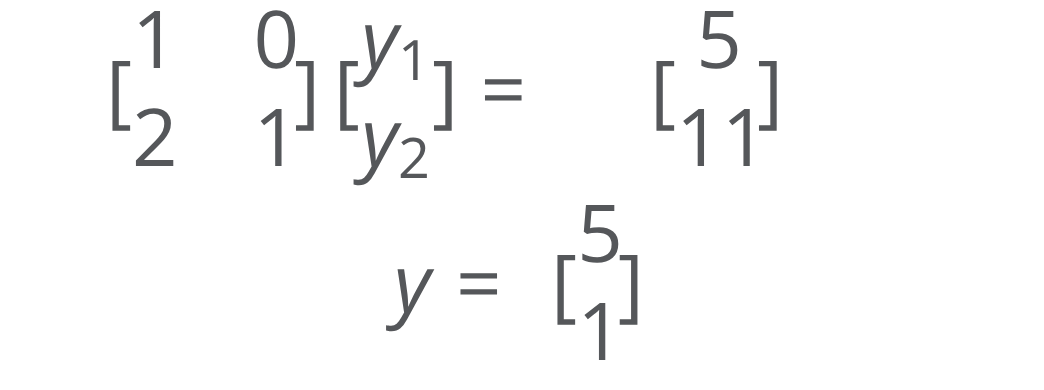 [1 0] [y₁] = [5]
[2 1] [y₂] [11]
y = [5]
[1]